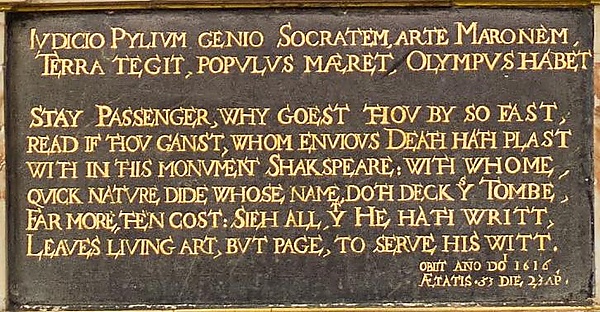 IVDICIO PYLIVM GENIO SOCRATEM, ARTE MARONEM,
TERRA TEGIT, POPVLVS MÆRET, OLYMPVS HABET
STAY PASSENGER, WHY GOEST THOV BY SO FAST,
READ IF THOV CANST, WHOM ENVIOVS DEATH HATH PLAST
WITH IN THIS MONVMENT SHAKSPEARE: WITH WHOME,
QVICK NATVRE DIDE: WHOSE NAME, DOTH DECK Yͤ TOMBE,
FAR MORE, THEN COST: SIEH ALL, Yͭ HE HATH WRITT,
LEAVES LIVING ART, BVT PAGE, TO SERVE HIS WITT.
OBIIT ANO DOI 1616
ÆTATIS · 53 DIE 23 AP.